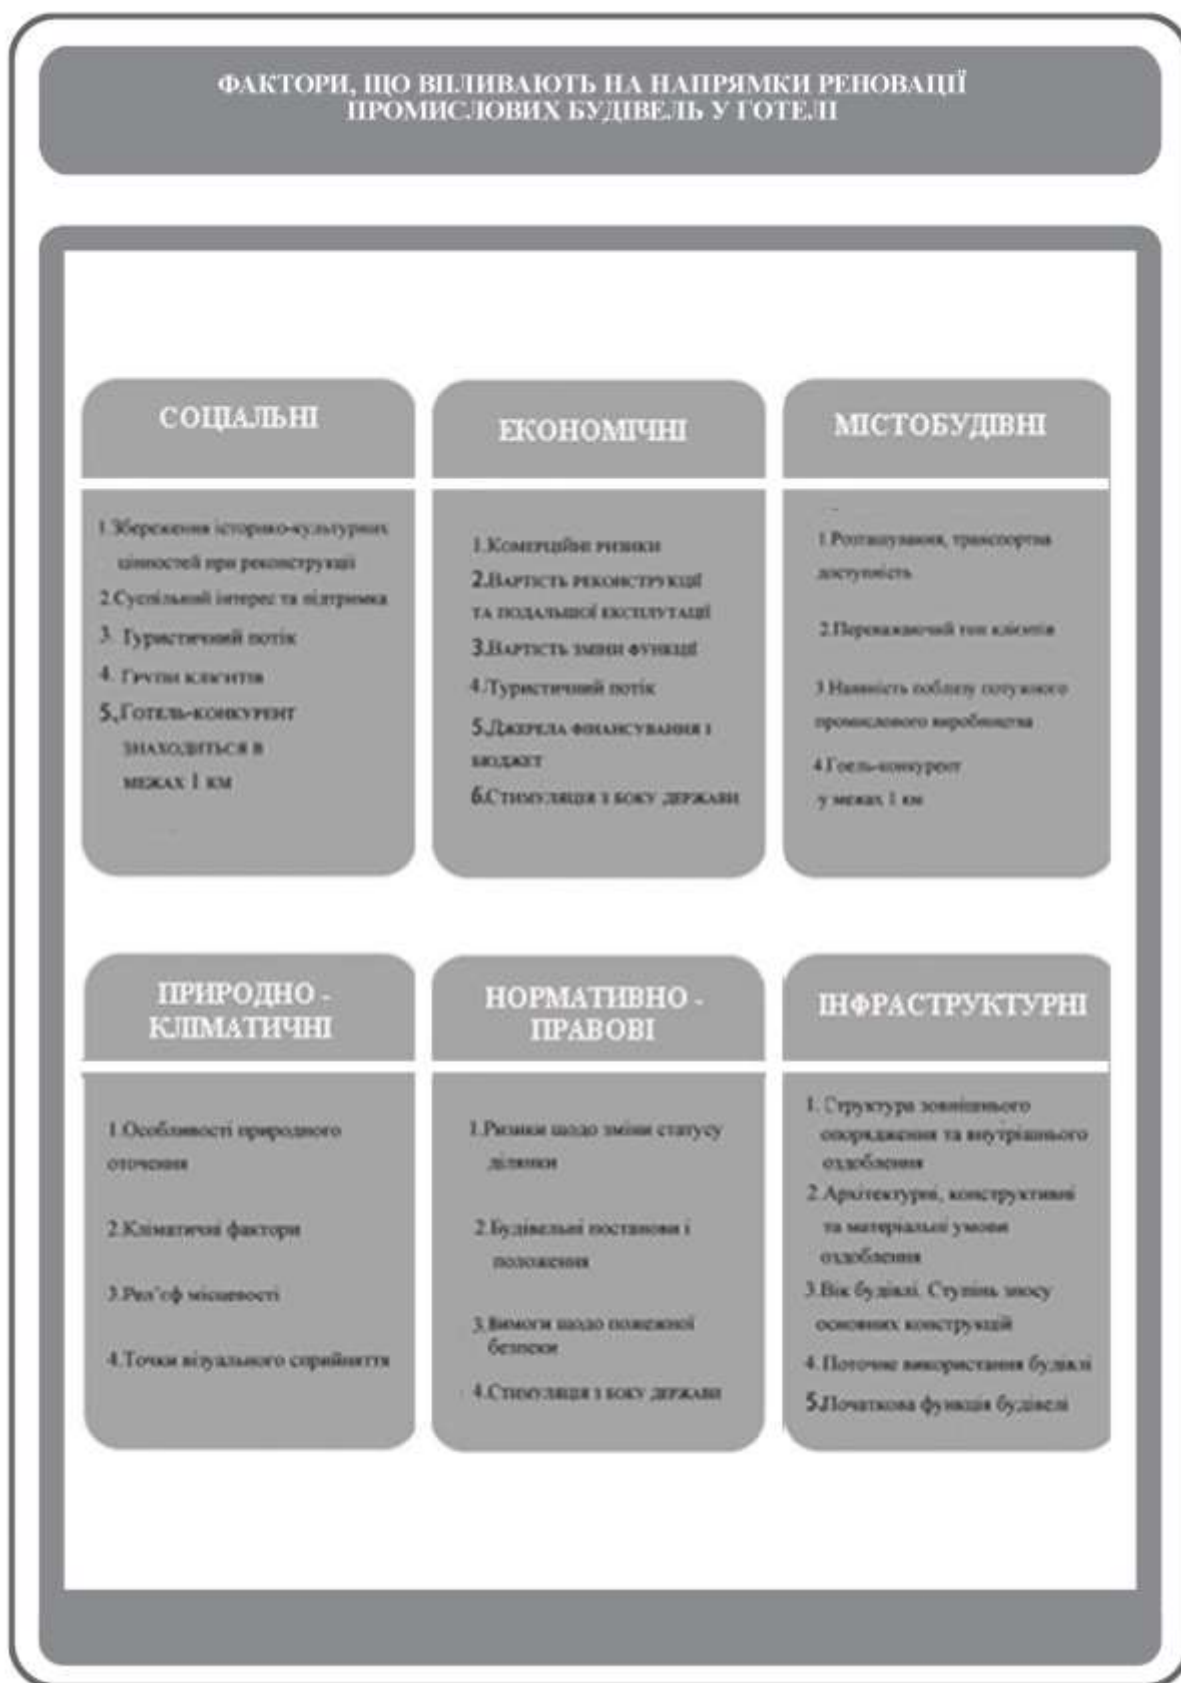 ФАКТОРИ, ЩО ВПЛИВАЮТЬ НА НАПРЯМКИ РЕНОВАЦІЇ
ПРОМИСЛОВИХ БУДІВЕЛЬ У ГОТЕЛІ
СОЦІАЛЬНІ
1.Збереження історико-культурних
цінностей при реконструкції
2.Суспільний інтерес та підтримка
3. Туристичний потік
4. Групи клієнтів
5.Готель-конкурент
знаходиться в
межах 1 км
ЕКОНОМІЧНІ
1.Комерційні ризики
2.Вартість реконструкції
та подальшої експлутації
3.Вартість зміни функції
4.Туристичний потік
5.Джерела фінансування і
бюджет
6.Стимуляція з боку держави
МІСТОБУДІВНІ
1.Розташування, транспортна
доступність
2.Переважаючий тип клієнтів
3.Наявність поблизу потужного
промислового виробництва
4.Гоель-конкурент
у межах 1 км
ПРИРОДНО -
КЛІМАТИЧНІ
1.Особливості природного
оточення
2.Кліматичні фактори
3.Рел'єф місцевості
4.Точки візуального сприйняття
НОРМАТИВНО -
ПРАВОВІ
1.Ризики щодо зміни статусу
ділянки
2.Будівельні постанови і
положення
3.Вимоги щодо пожежної
безпеки
4.Стимуляція з боку держави
ІНФРАСТРУКТУРНІ
1. Структура зовнішнього
опорядження та внутрішнього
оздоблення
2.Архітектурні, конструктивні
та матеріальні умови
оздоблення
3.Вік будівлі. Ступінь зносу
основних конструкцій
4.Поточне використання будівлі
5.Початкова функція будівелі